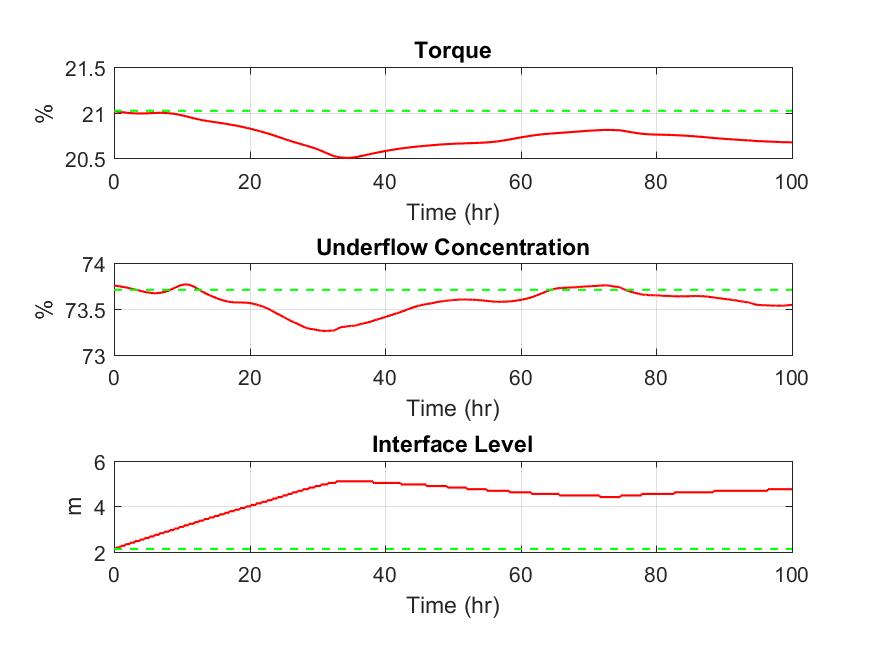 Torque
21.5
21
20.5
%
0 20 40 60 80 100
Time (hr)
Underflow Concentration
74
73.5
73
%
0 20 40 60 80 100
Time (hr)
Interface Level
6
4
2
m
0 20 40 60 80 100
Time (hr)